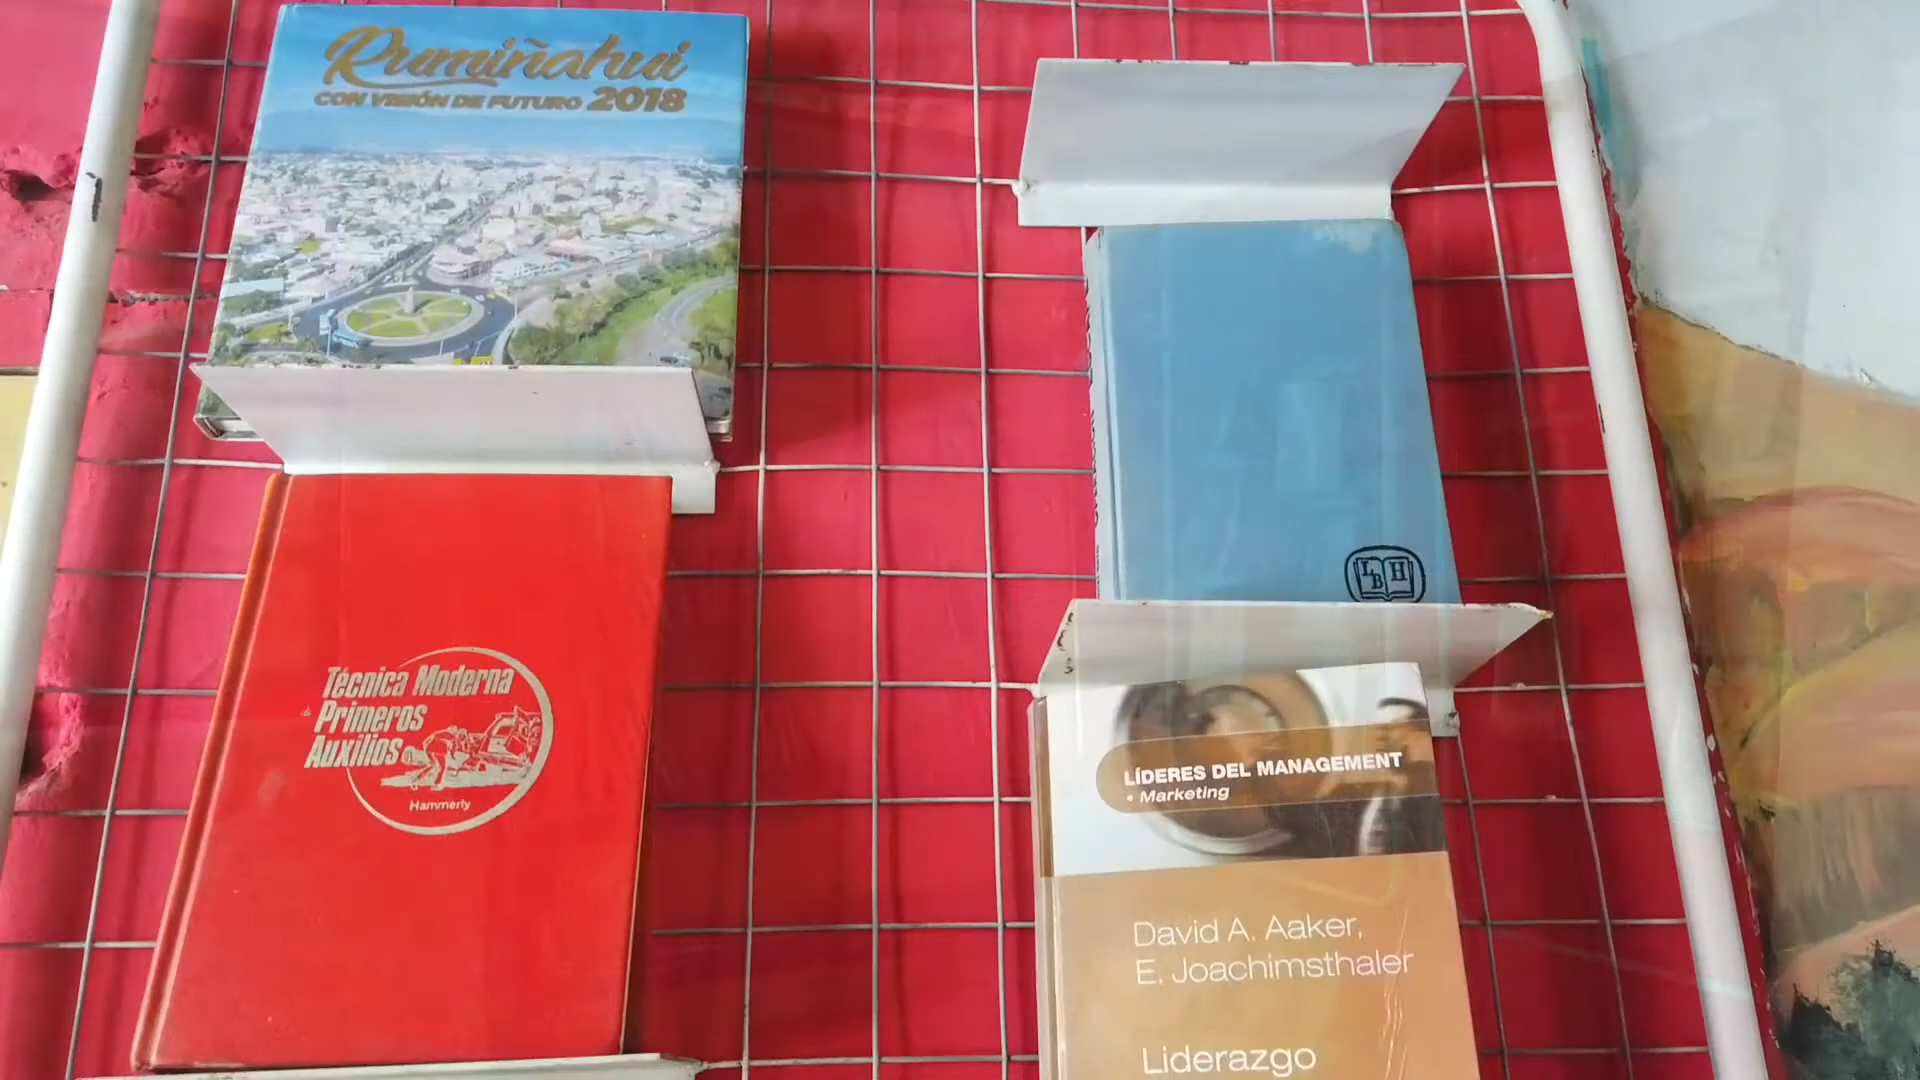 Rumiñahui
CON VISIÓN DE FUTURO 2018
Técnica Moderna
Primeros
Auxilios
Hammerly
L B H
LÍDERES DEL MANAGEMENT
• Marketing
David A. Aaker,
E. Joachimsthaler
Liderazgo